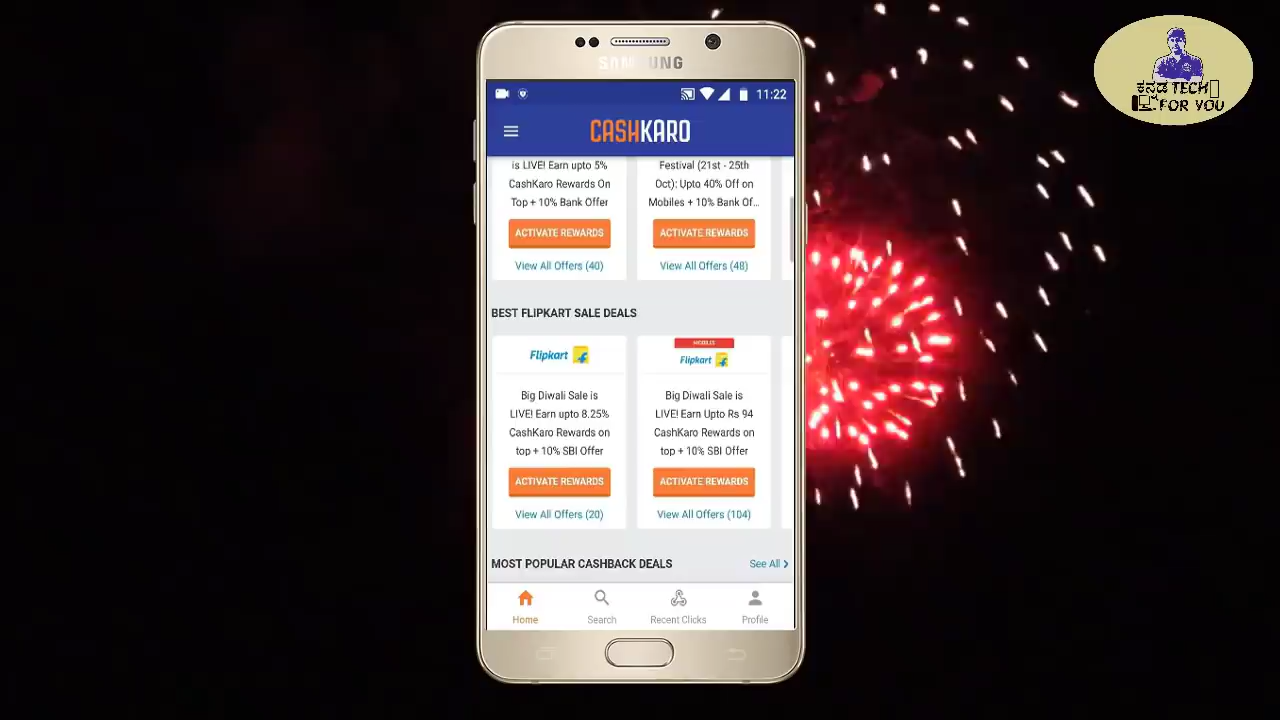 SAMSUNG
11:22
CASHKARO
is LIVE! Earn upto 5%
CashKaro Rewards On
Top + 10% Bank Offer
ACTIVATE REWARDS
View All Offers (40)
Festival (21st - 25th
Oct): Upto 40% Off on
Mobiles + 10% Bank Of...
ACTIVATE REWARDS
View All Offers (48)
BEST FLIPKART SALE DEALS
Flipkart
Big Diwali Sale is
LIVE! Earn upto 8.25%
CashKaro Rewards on
top + 10% SBI Offer
ACTIVATE REWARDS
View All Offers (20)
MOBILES
Flipkart
Big Diwali Sale is
LIVE! Earn Upto Rs 94
CashKaro Rewards on
top + 10% SBI Offer
ACTIVATE REWARDS
View All Offers (104)
MOST POPULAR CASHBACK DEALS
See All
Home
Search
Recent Clicks
Profile
ಕನ್ನಡ TECH
FOR YOU